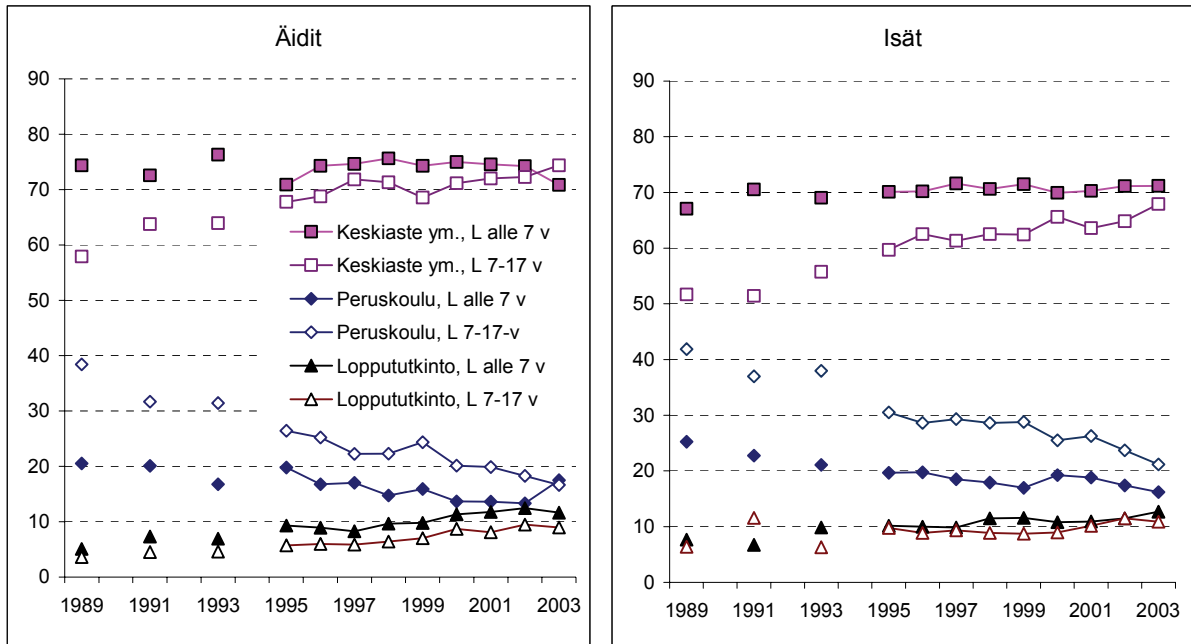 Äidit
90
80
70
60
50
40
30
20
10
0
1989 1991 1993 1995 1997 1999 2001 2003
Keskiaste ym., L alle 7 v
Keskiaste ym., L 7-17 v
Peruskoulu, L alle 7 v
Peruskoulu, L 7-17-v
Loppututkinto, L alle 7 v
Loppututkinto, L 7-17 v
Isät
90
80
70
60
50
40
30
20
10
0
1989 1991 1993 1995 1997 1999 2001 2003